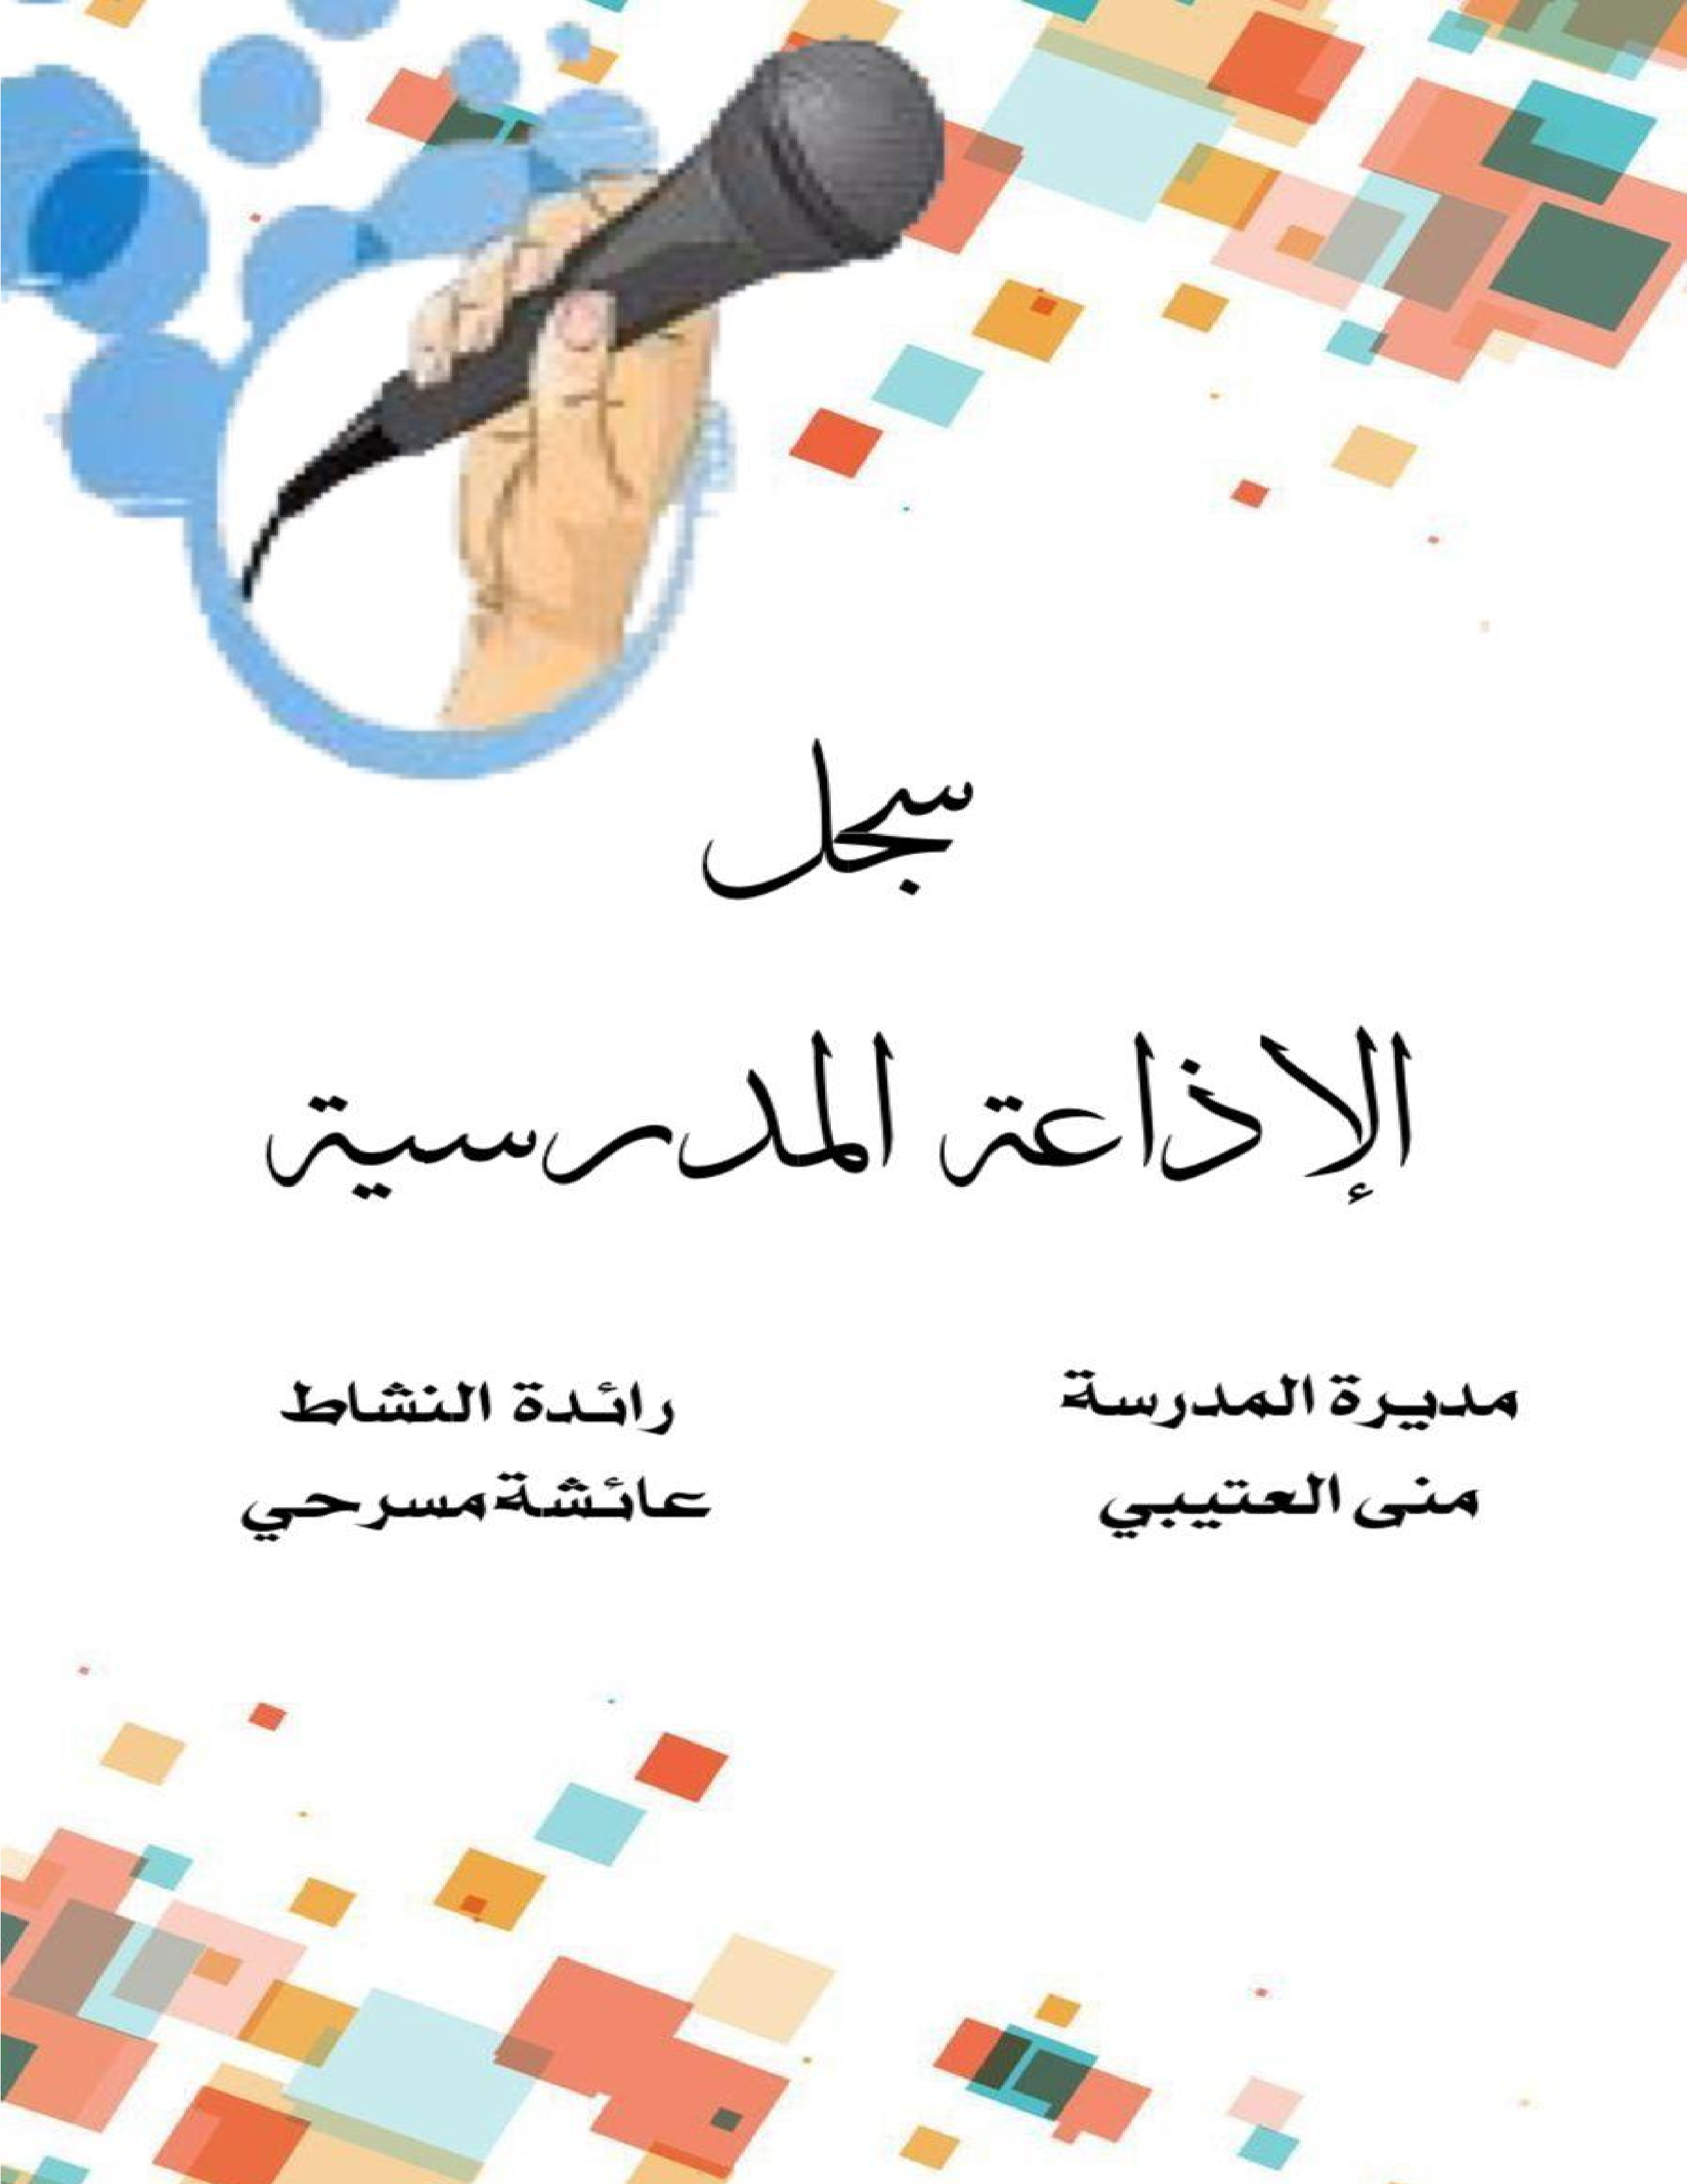 سجل
الإذاعة المدرسية
مديرة المدرسة
منى العتيبي
رائدة النشاط
عائشة مسرحي